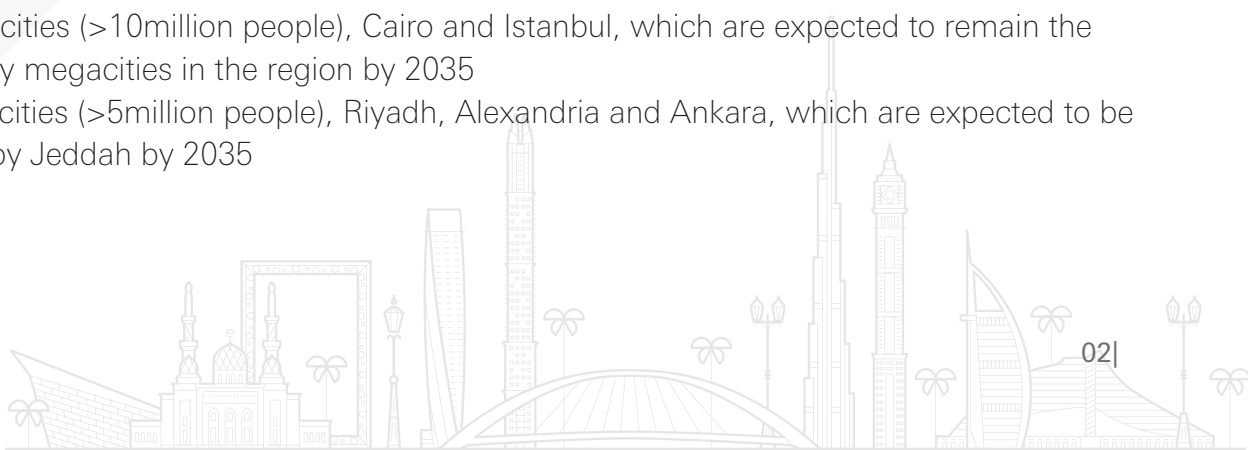 cities (>10million people), Cairo and Istanbul, which are expected to remain the
y megacities in the region by 2035
cities (>5million people), Riyadh, Alexandria and Ankara, which are expected to be
by Jeddah by 2035
02|